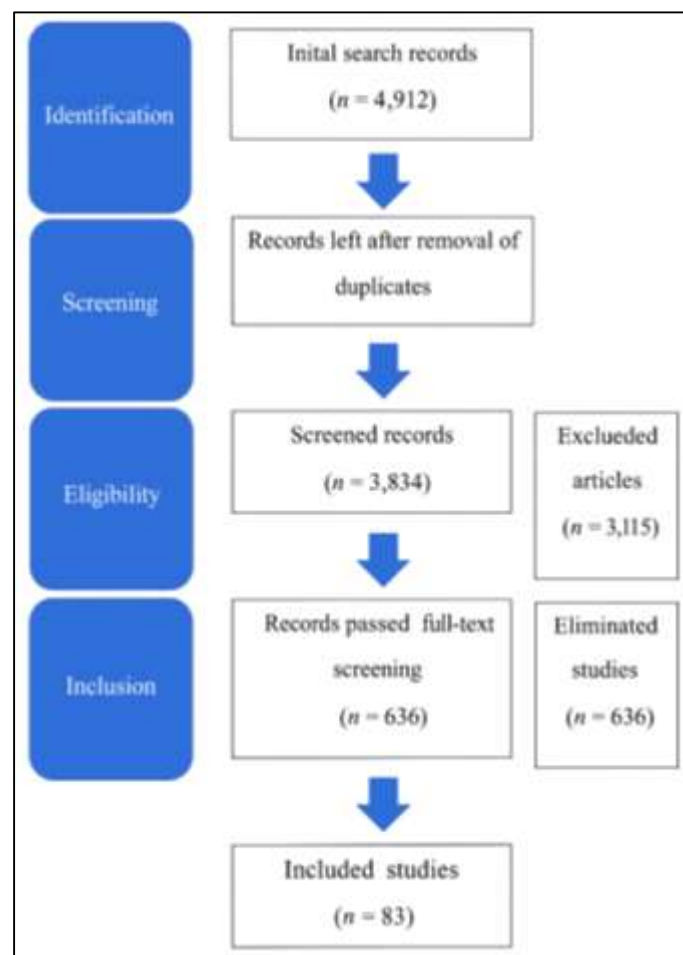 Identification
Inital search records
(n = 4,912)
Screening
Records left after removal of
duplicates
Eligibility
Screened records
(n = 3,834)
Exclueded
articles
(n = 3,115)
Inclusion
Records passed full-text
screening
(n = 636)
Eliminated
studies
(n = 636)
Included studies
(n = 83)